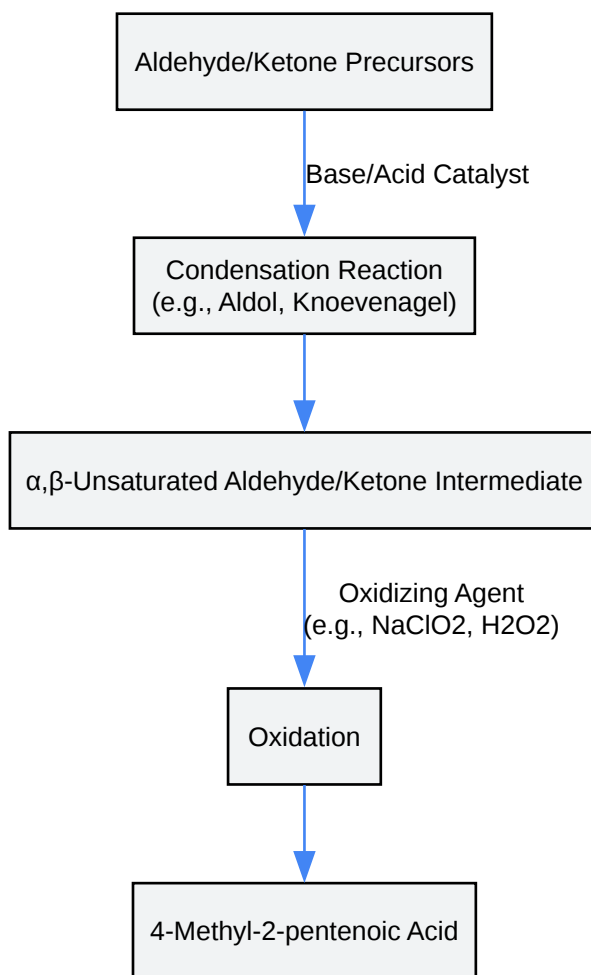 Aldehyde/Ketone Precursors
Base/Acid Catalyst
Condensation Reaction
(e.g., Aldol, Knoevenagel)
α,β-Unsaturated Aldehyde/Ketone Intermediate
Oxidizing Agent
(e.g., NaClO2, H2O2)
Oxidation
4-Methyl-2-pentenoic Acid